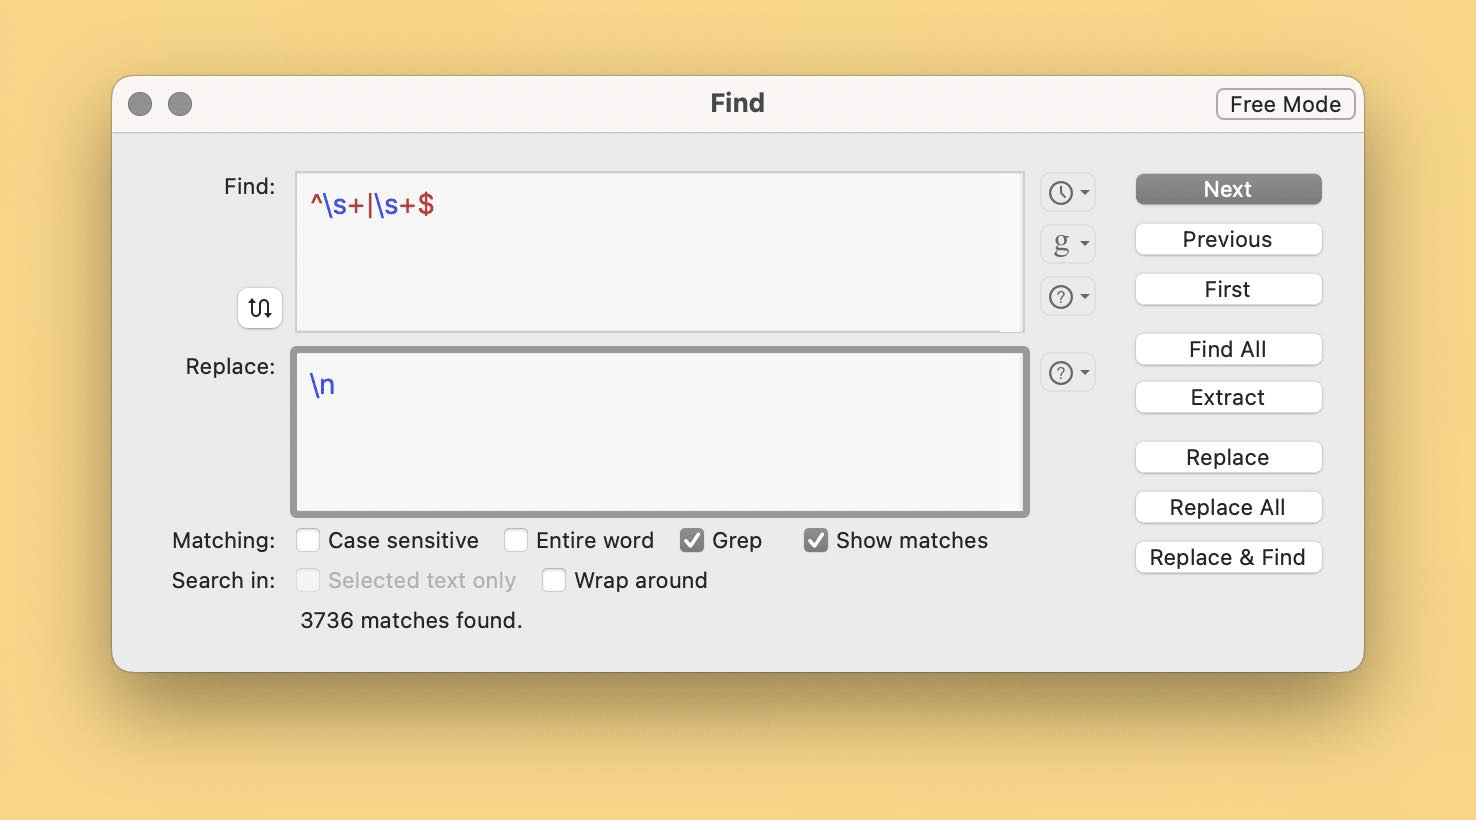 Find
Free Mode
Find:
^\s+|\s+$
g
?
Replace:
\n
?
Next
Previous
First
Find All
Extract
Replace
Replace All
Replace & Find
Matching:
Case sensitive
Entire word
Grep
Show matches
Search in:
Selected text only
Wrap around
3736 matches found.